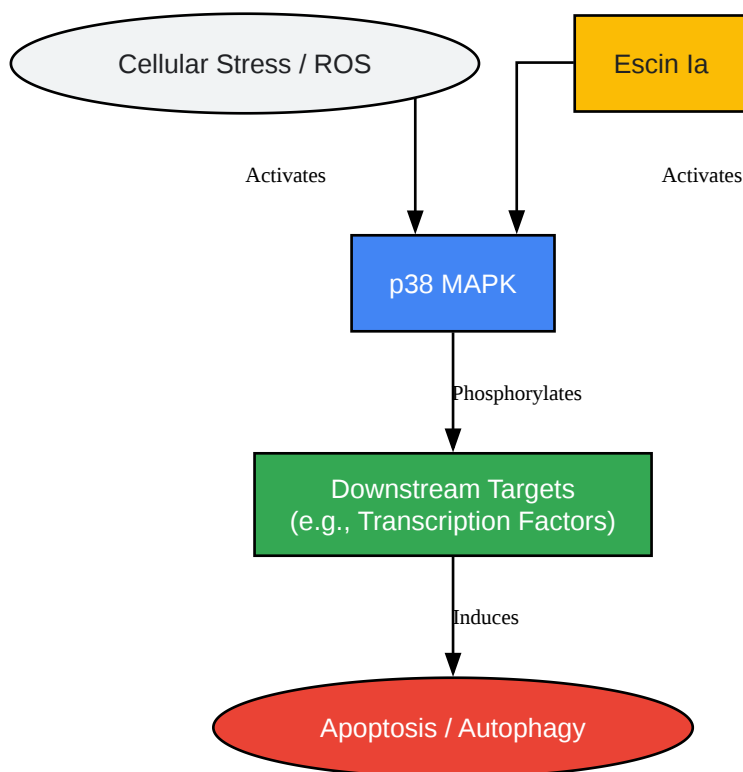 Cellular Stress / ROS
Escin Ia
Activates
Activates
p38 MAPK
Phosphorylates
Downstream Targets
(e.g., Transcription Factors)
Induces
Apoptosis / Autophagy